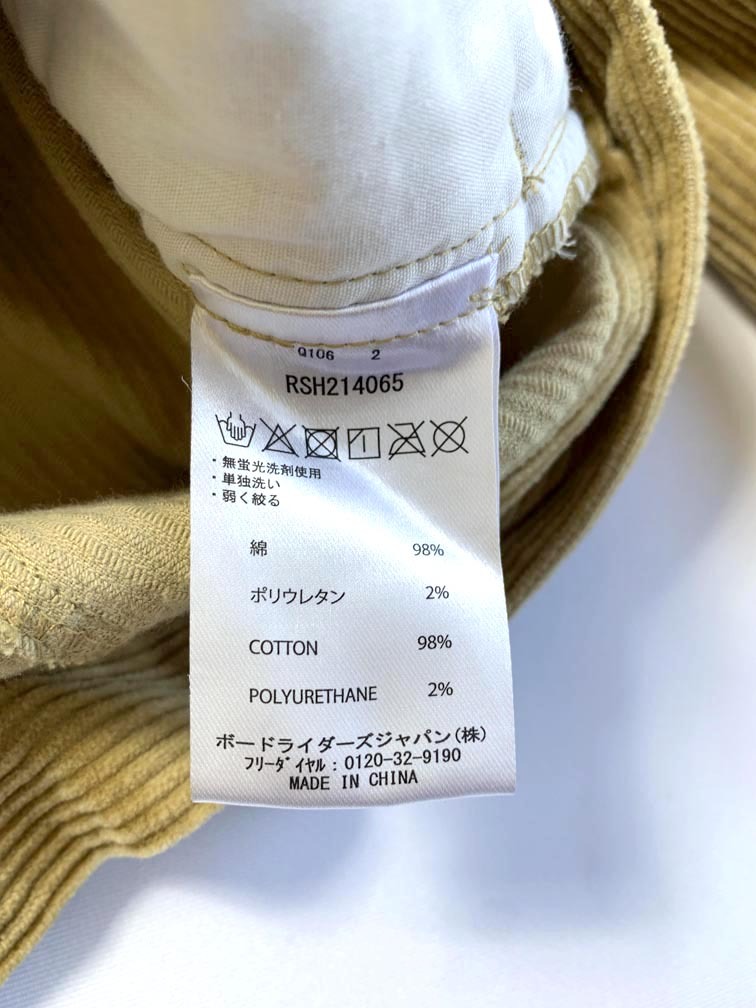 Q106 2
RSH214065
・無蛍光洗剤使用
・単独洗い
・弱く絞る
綿 98%
ポリウレタン 2%
COTTON 98%
POLYURETHANE 2%
ボードライダーズジャパン(株)
フリーダイヤル:0120-32-9190
MADE IN CHINA